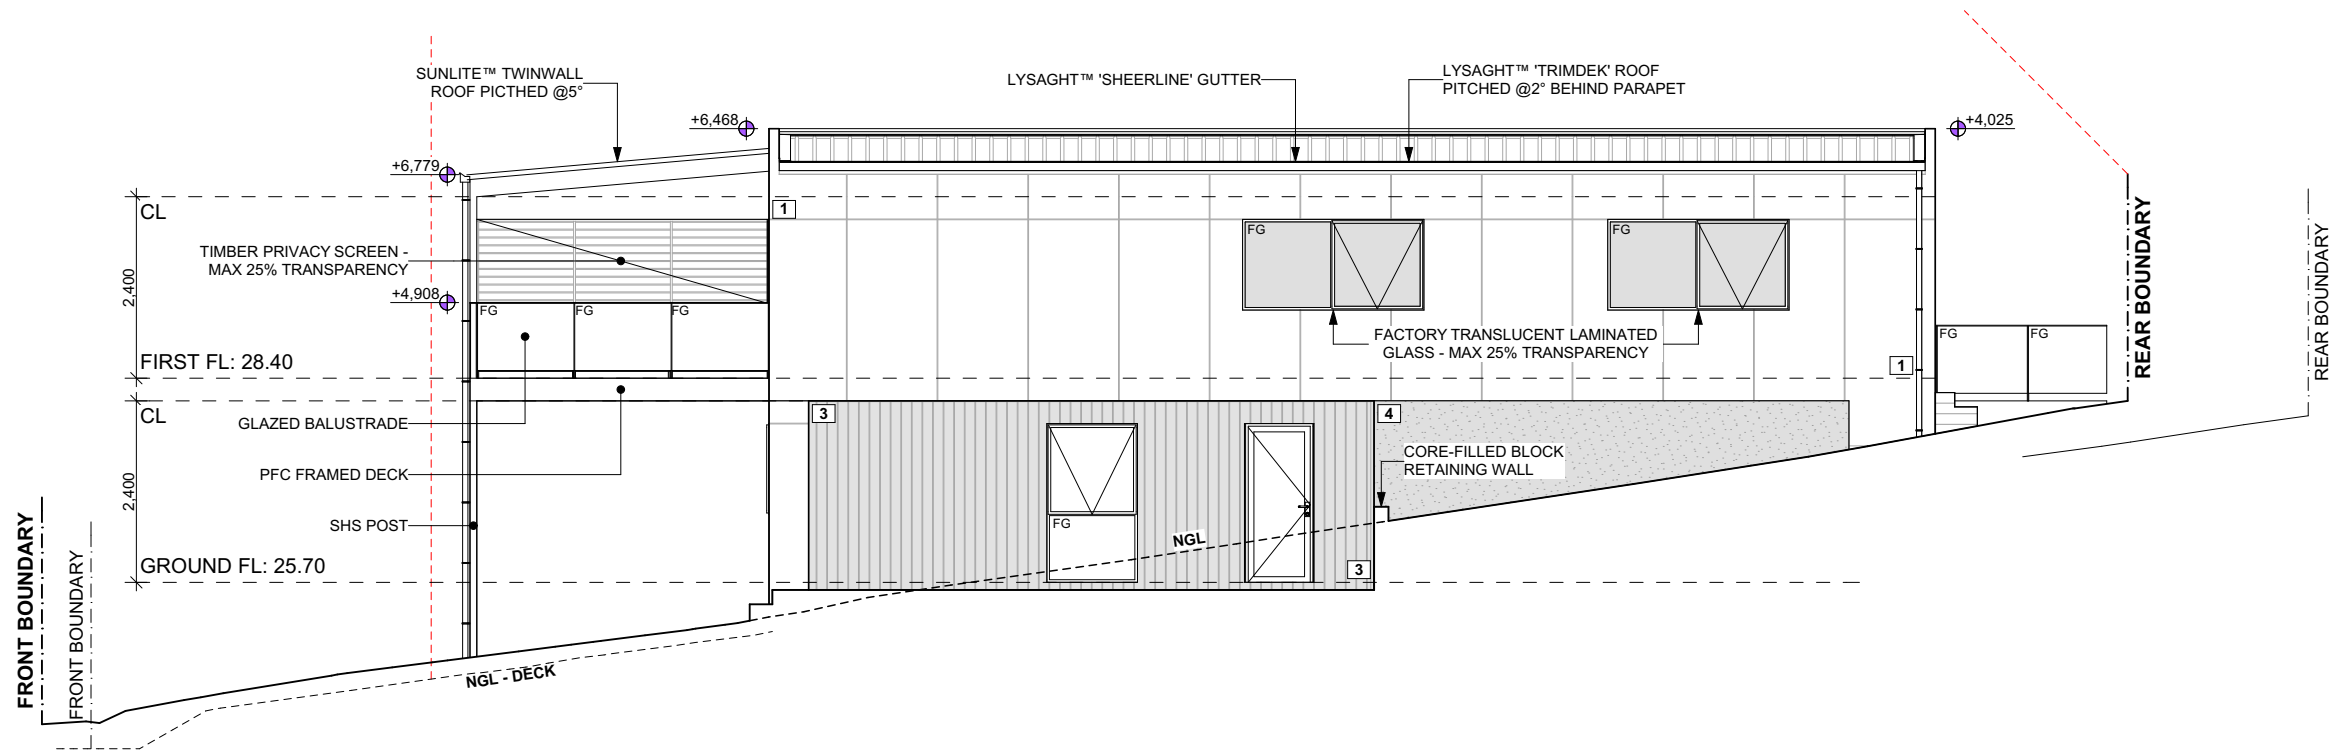 SUNLITE™ TWINWALL
ROOF PICTHED @5°
LYSAGHT™ 'SHEERLINE' GUTTER
LYSAGHT™ 'TRIMDEK' ROOF
PITCHED @2° BEHIND PARAPET
+6,468
+4,025
+6,779
CL
1
TIMBER PRIVACY SCREEN -
MAX 25% TRANSPARENCY
2,400
+4,908
FG
FG
FG
FG
FG
FACTORY TRANSLUCENT LAMINATED
GLASS - MAX 25% TRANSPARENCY
FG
FG
REAR BOUNDARY
REAR BOUNDARY
FIRST FL: 28.40
1
CL
3
4
GLAZED BALUSTRADE
CORE-FILLED BLOCK
RETAINING WALL
PFC FRAMED DECK
2,400
SHS POST
FG
NGL
GROUND FL: 25.70
3
FRONT BOUNDARY
FRONT BOUNDARY
NGL - DECK